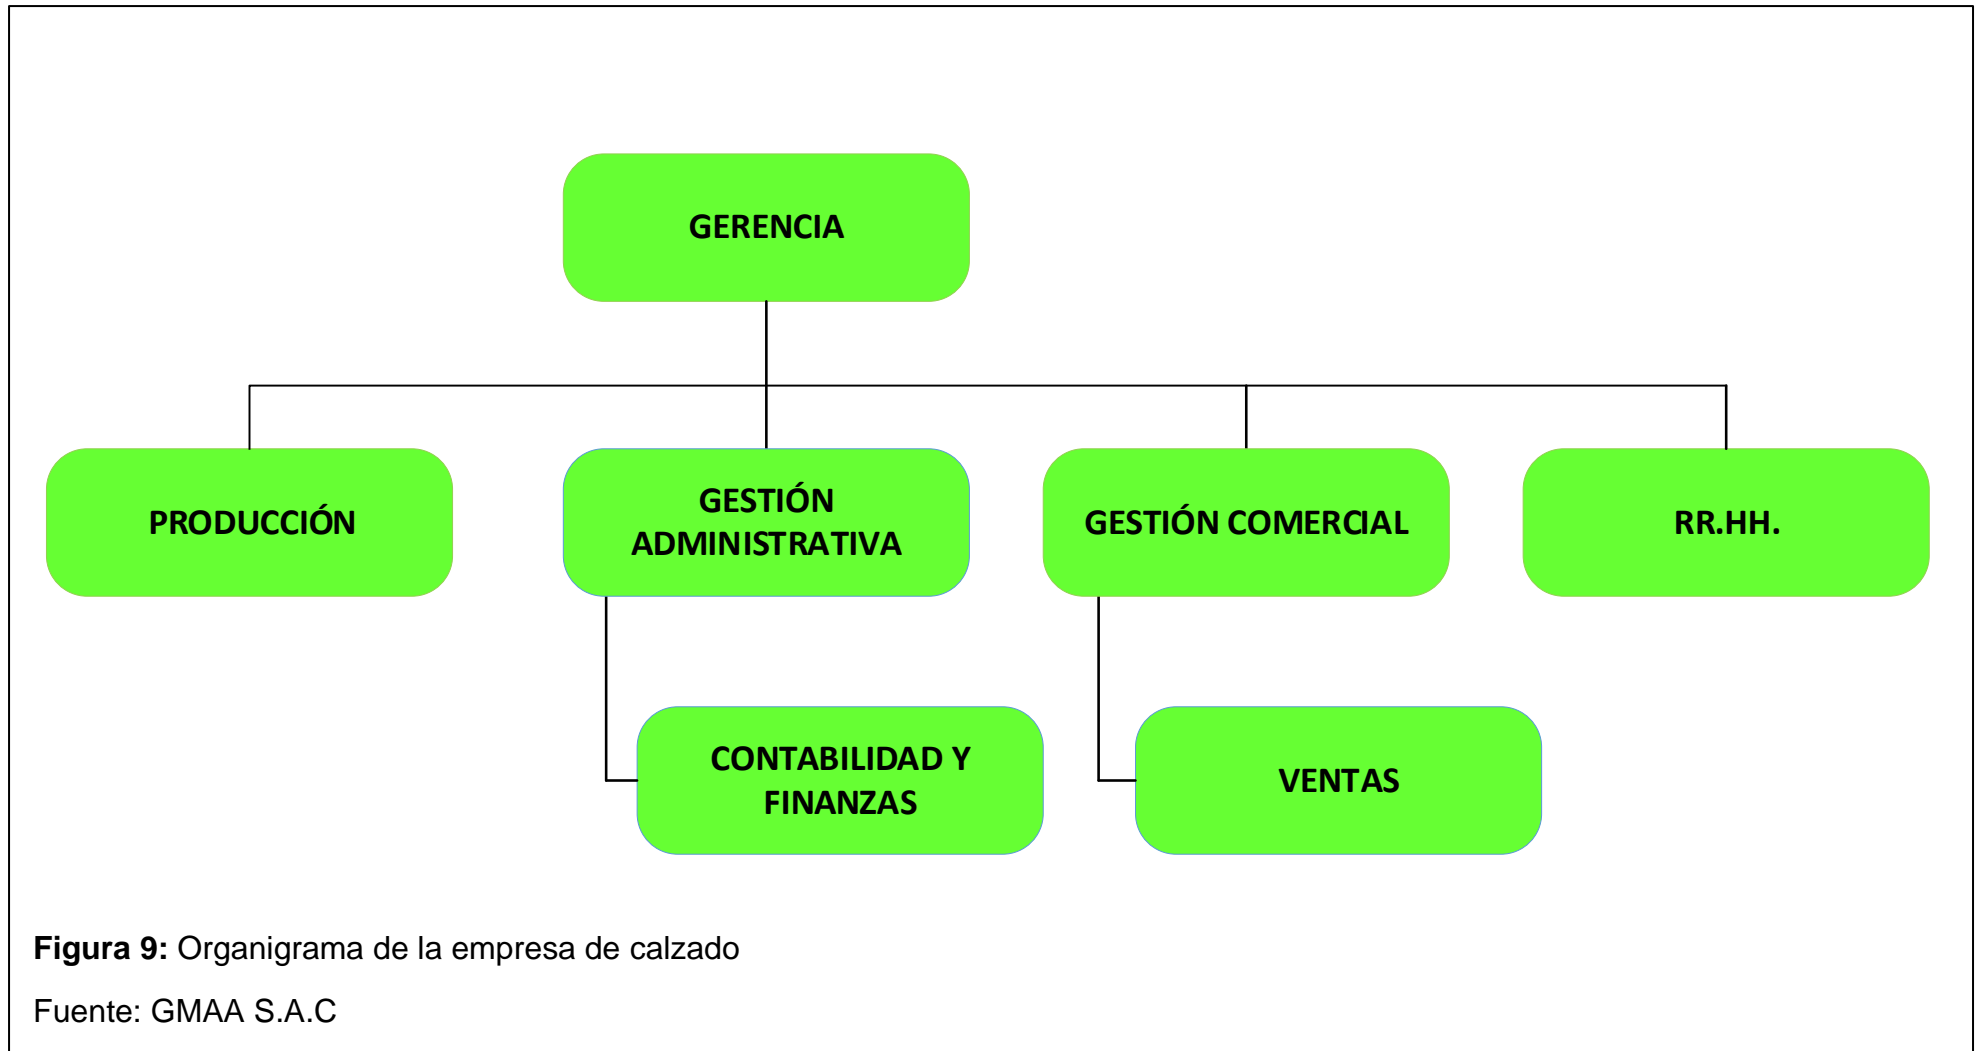 GERENCIA
PRODUCCIÓN
GESTIÓN
ADMINISTRATIVA
GESTIÓN COMERCIAL
RR.HH.
CONTABILIDAD Y
FINANZAS
VENTAS
Figura 9: Organigrama de la empresa de calzado
Fuente: GMAA S.A.C